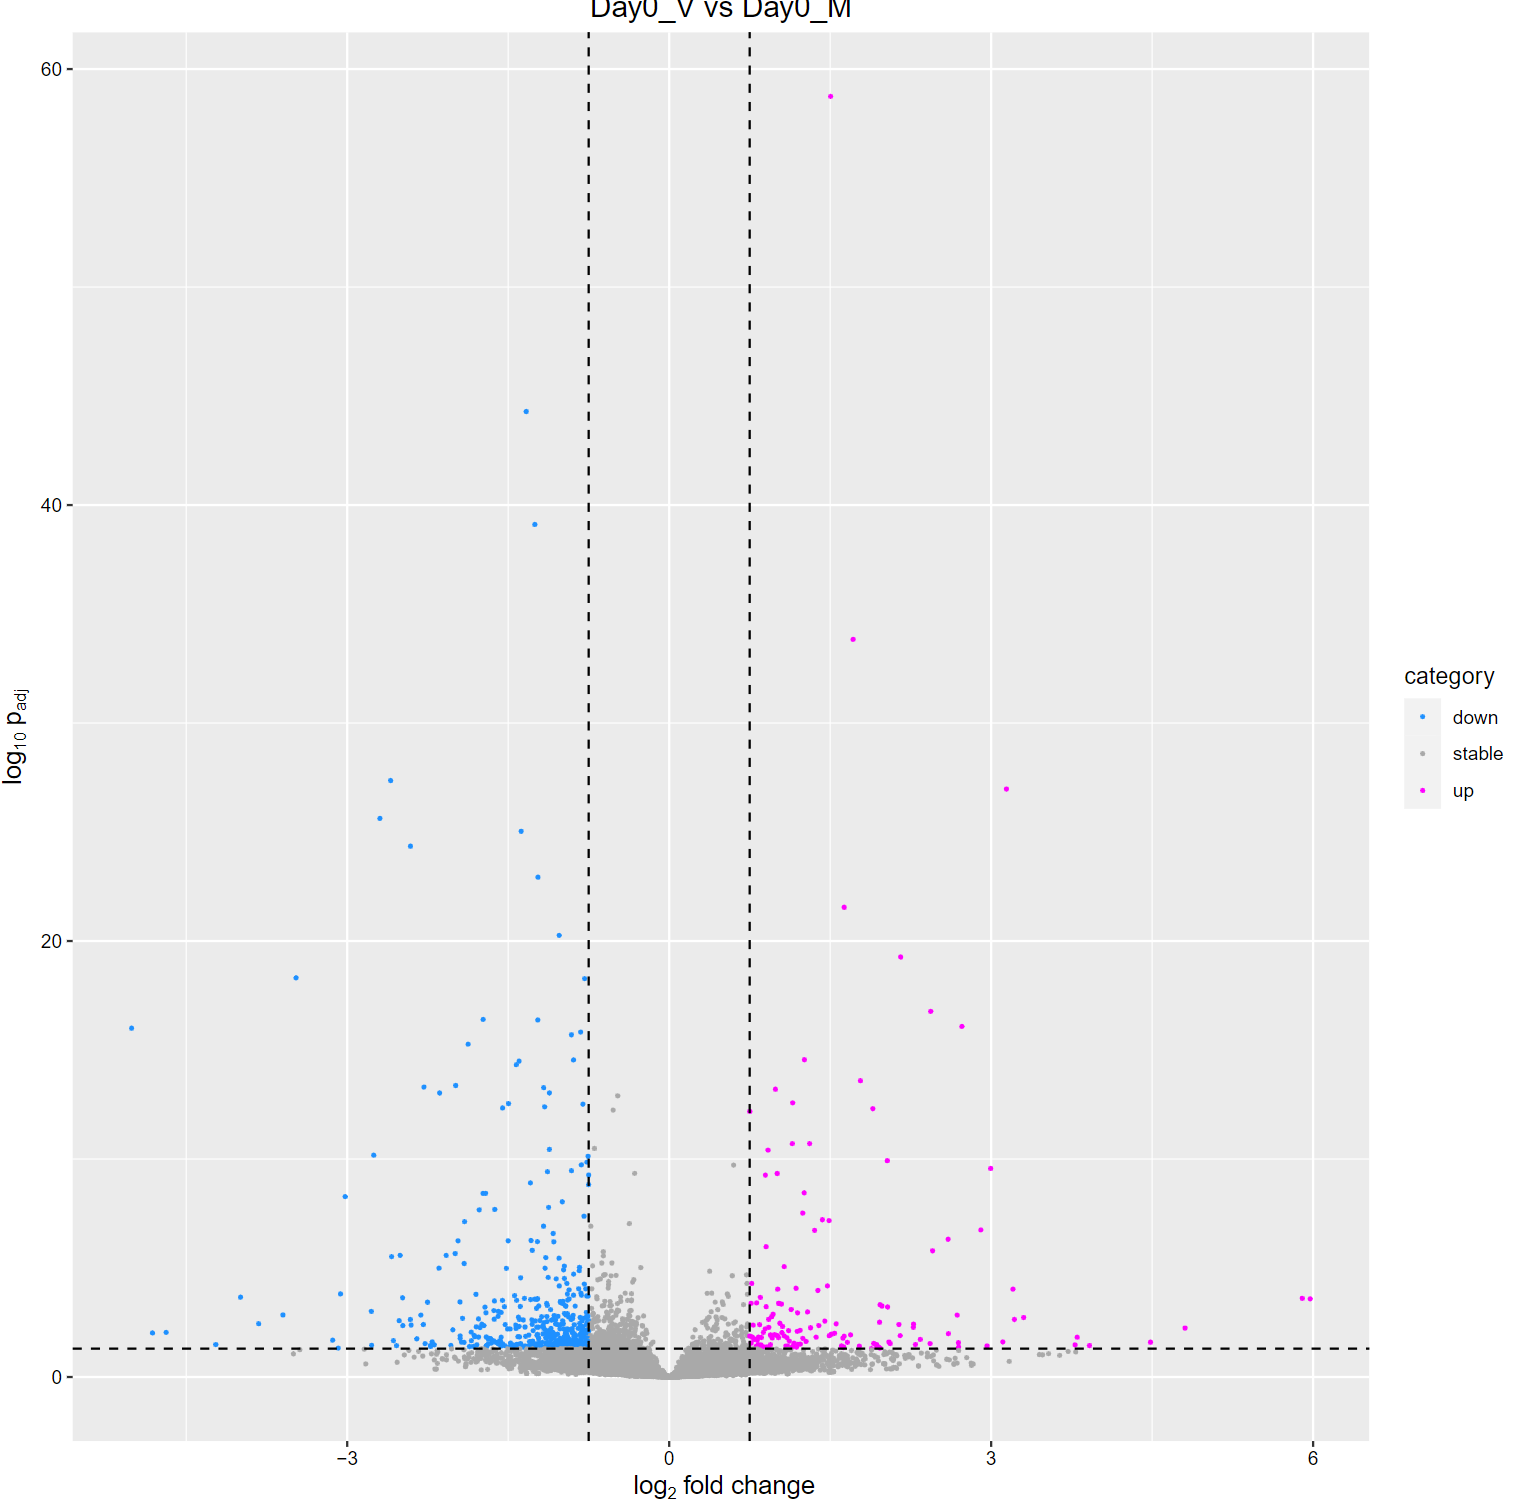 Day0_V vs Day0_M
60
40
20
0
−3
0
3
6
log2 fold change
log10 padj
category
down
stable
up